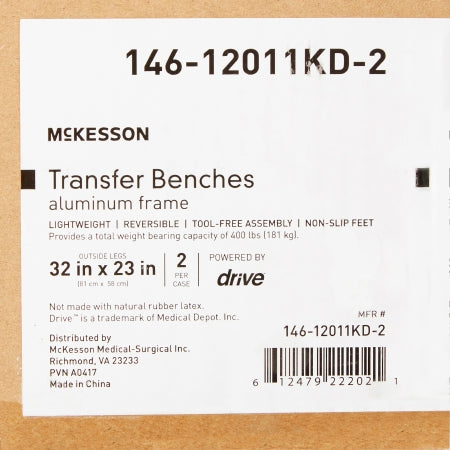 146-12011KD-2
MCKESSON
Transfer Benches
aluminum frame
LIGHTWEIGHT | REVERSIBLE | TOOL-FREE ASSEMBLY | NON-SLIP FEET
Provides a total weight bearing capacity of 400 lbs (181 kg).
OUTSIDE LEGS
32 in x 23 in
(81 cm x 58 cm)
2
PER
CASE
POWERED BY
drive
Not made with natural rubber latex.
Drive™ is a trademark of Medical Depot. Inc.
Distributed by
McKesson Medical-Surgical Inc.
Richmond, VA 23233
PVN A0417
Made in China
MFR #
146-12011KD-2
6 12479 22202 1